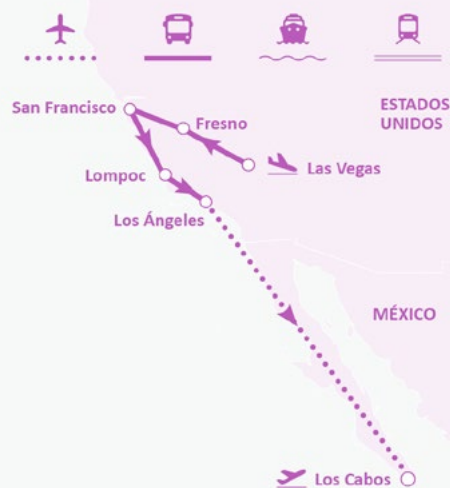 San Francisco
ESTADOS
UNIDOS
Fresno
Las Vegas
Lompoc
Los Ángeles
MÉXICO
Los Cabos